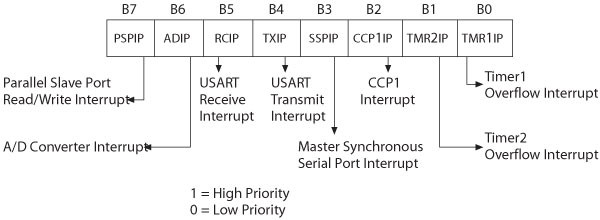 B7 B6 B5 B4 B3 B2 B1 B0
PSPIP ADIP RCIP TXIP SSPIP CCP1IP TMR2IP TMR1IP
Parallel Slave Port
Read/Write Interrupt
USART
Receive
Interrupt
USART
Transmit
Interrupt
CCP1
Interrupt
Timer1
Overflow Interrupt
A/D Converter Interrupt
Master Synchronous
Serial Port Interrupt
Timer2
Overflow Interrupt
1 = High Priority
0 = Low Priority